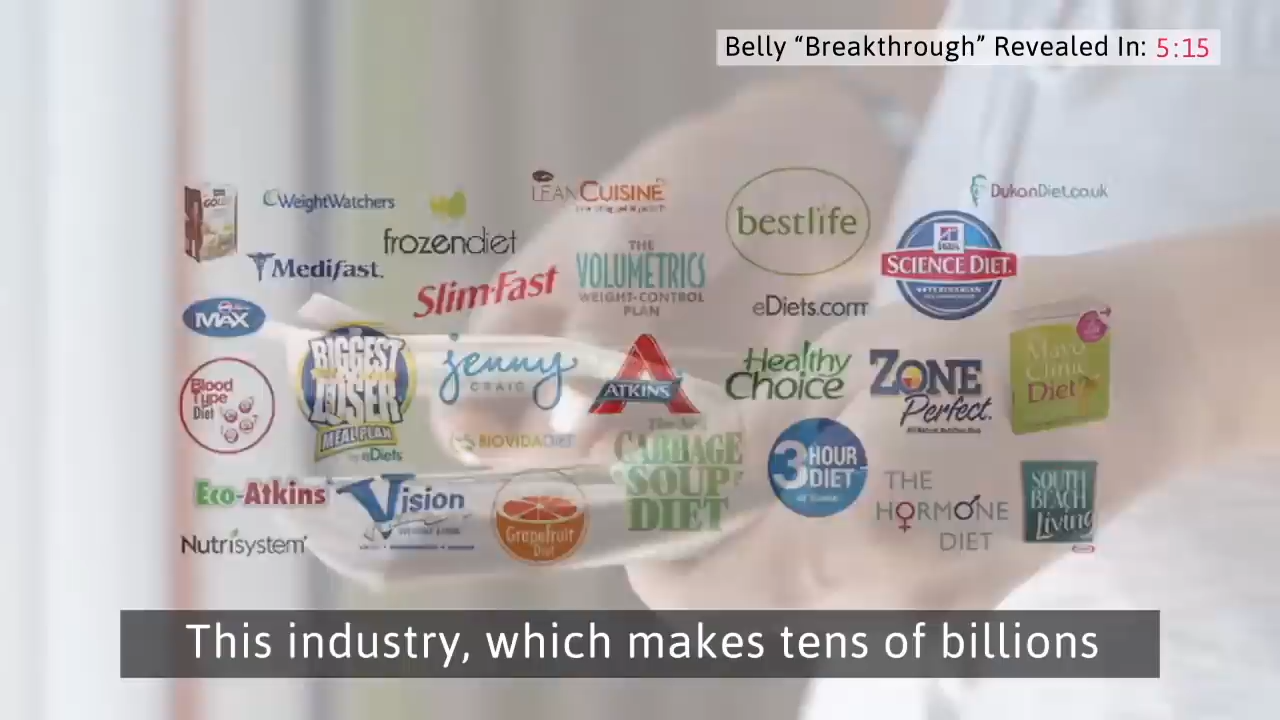 Belly “Breakthrough” Revealed In: 5:15
WeightWatchers
LEAN CUISINE
bestlife
DukanDiet.co.uk
frozendiet
Medifast.
Slim·Fast
THE
VOLUMETRICS
WEIGHT-CONTROL
PLAN
eDiets.com
Hill's
SCIENCE DIET.
MAX
Blood
Type
Diet
BIGGEST
LOSER
MEAL PLAN
by eDiets
jenny
CRAIG
ATKINS
Healthy
Choice
ZONE
Perfect.
Mayo
Clinic
Diet?
BIOVIDADIET
CABBAGE
SOUP
DIET
3 HOUR
DIET
Eco-Atkins
Vision
Grapefruit
Diet
THE
HORMONE
DIET
SOUTH
BEACH
Living
Nutrisystem
This industry, which makes tens of billions